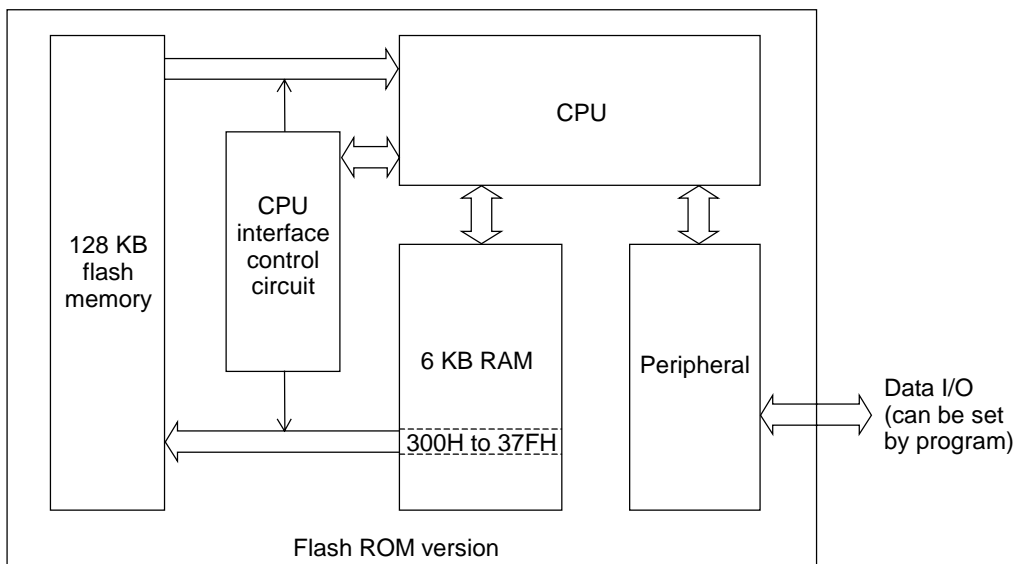 CPU
CPU
interface
control
circuit
128 KB
flash
memory
6 KB RAM
Peripheral
300H to 37FH
Data I/O
(can be set
by program)
Flash ROM version